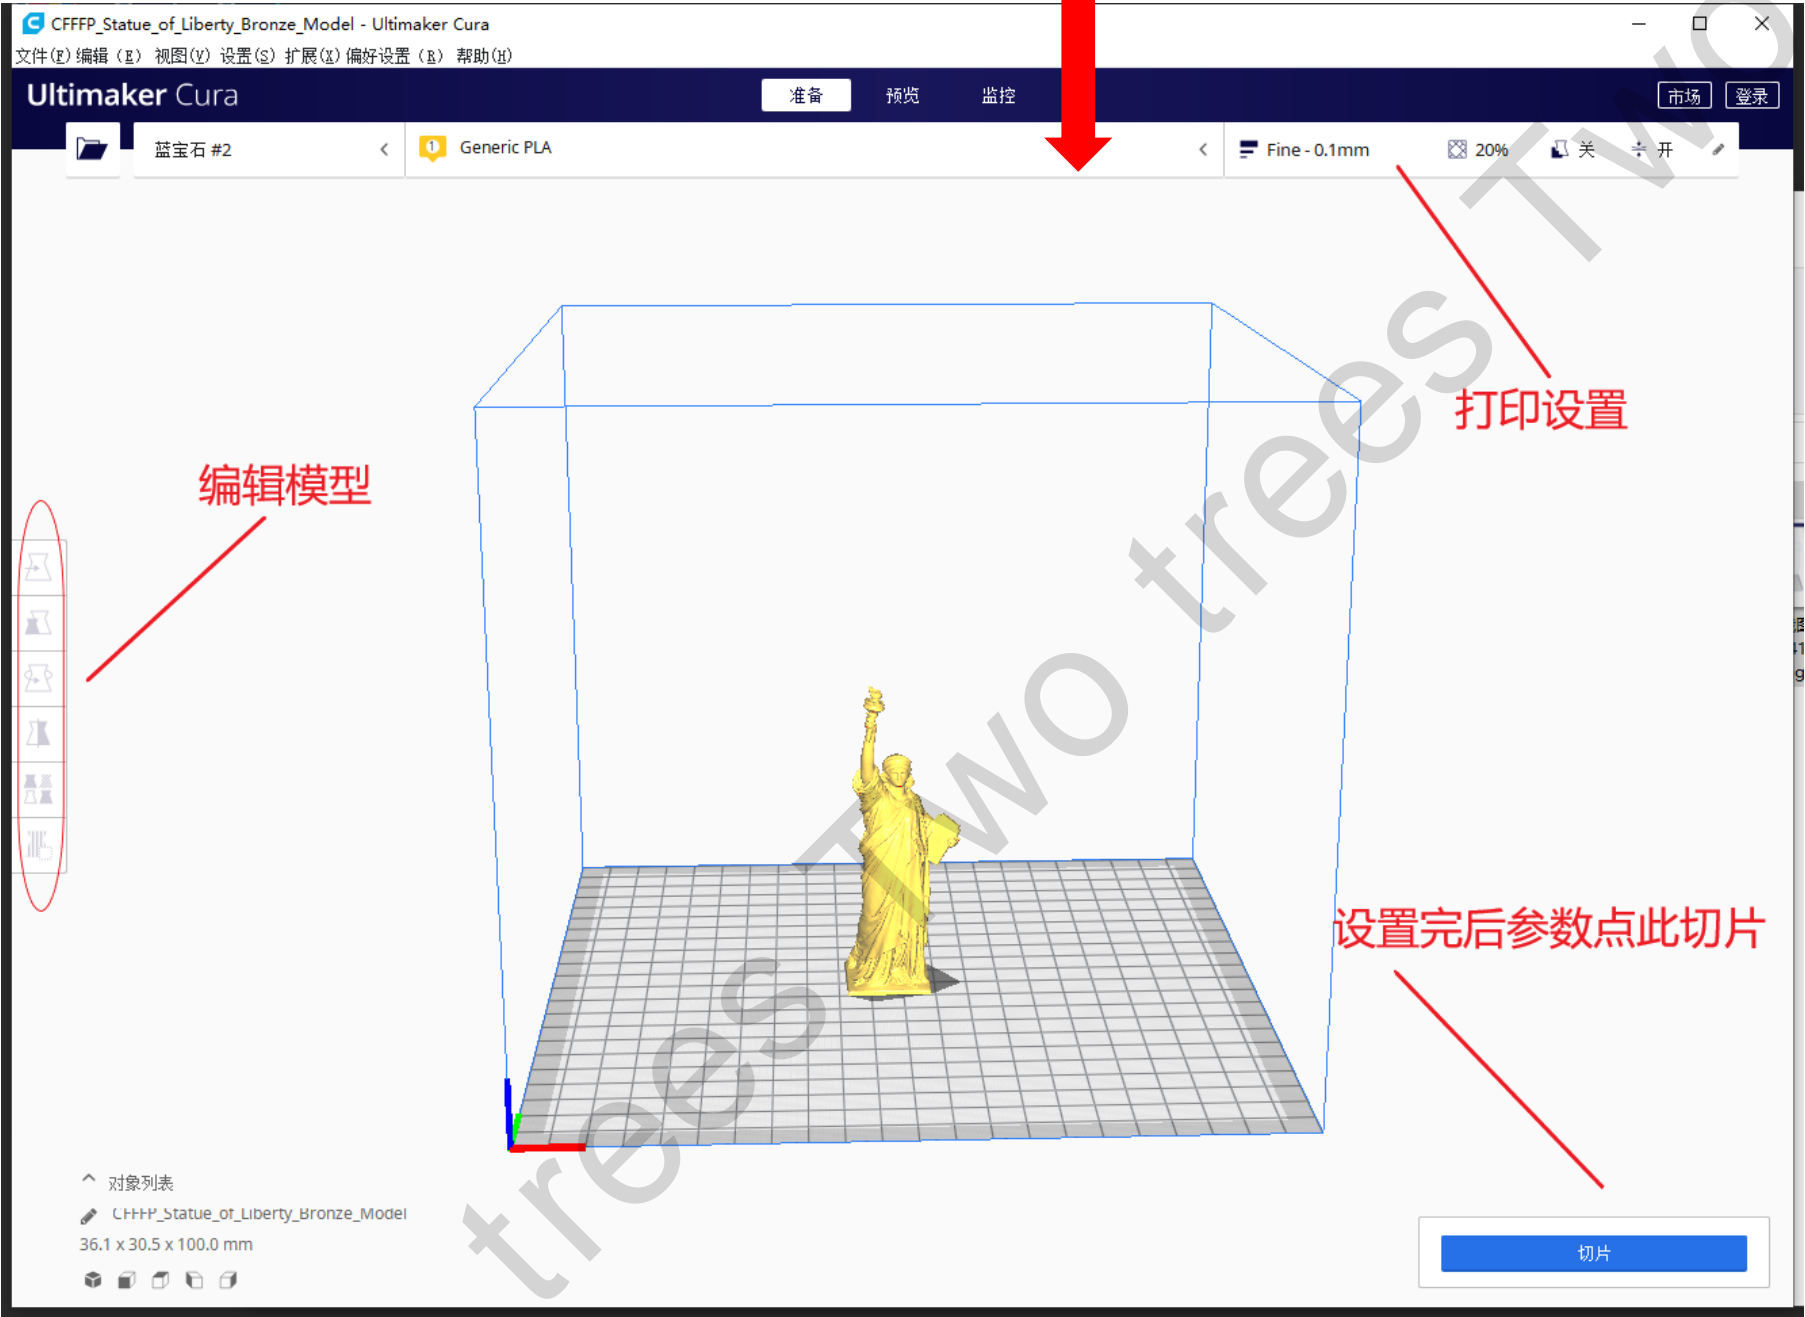 CFFFP_Statue_of_Liberty_Bronze_Model - Ultimaker Cura
文件(F) 编辑 (E) 视图(V) 设置(S) 扩展(X) 偏好设置 (R) 帮助(H)
Ultimaker Cura
准备 预览 监控
市场 登录
蓝宝石 #2
1 Generic PLA
Fine - 0.1mm 20% 关 开
打印设置
编辑模型
设置完后参数点此切片
对象列表
CFFFP_Statue_of_Liberty_Bronze_Model
36.1 x 30.5 x 100.0 mm
切片
trees Two trees Two